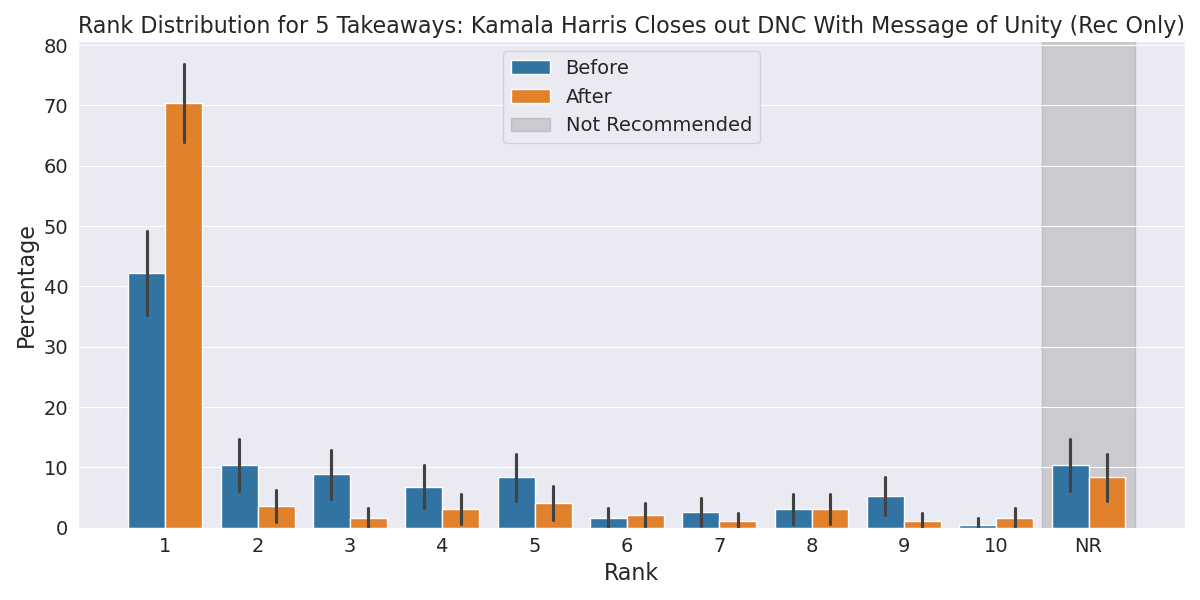 Rank Distribution for 5 Takeaways: Kamala Harris Closes out DNC With Message of Unity (Rec Only)
80
70
60
50
40
30
20
10
0
Percentage
Before
After
Not Recommended
1 2 3 4 5 6 7 8 9 10 NR
Rank